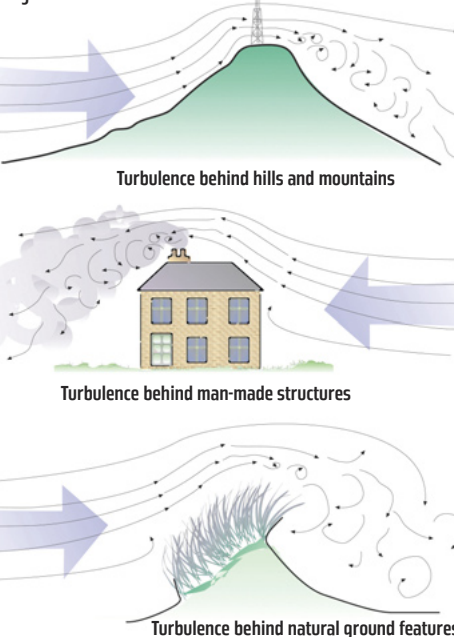 Turbulence behind hills and mountains
Turbulence behind man-made structures
Turbulence behind natural ground features